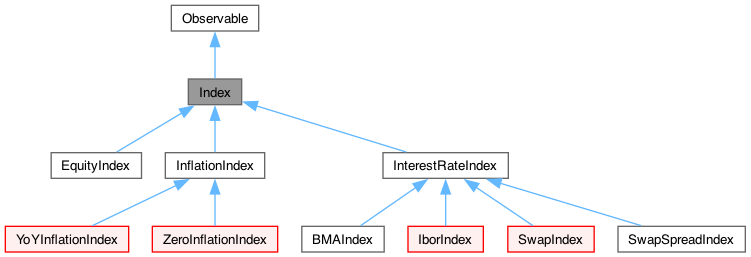 Observable
Index
EquityIndex
InflationIndex
InterestRateIndex
YoYInflationIndex
ZeroInflationIndex
BMAIndex
IborIndex
SwapIndex
SwapSpreadIndex